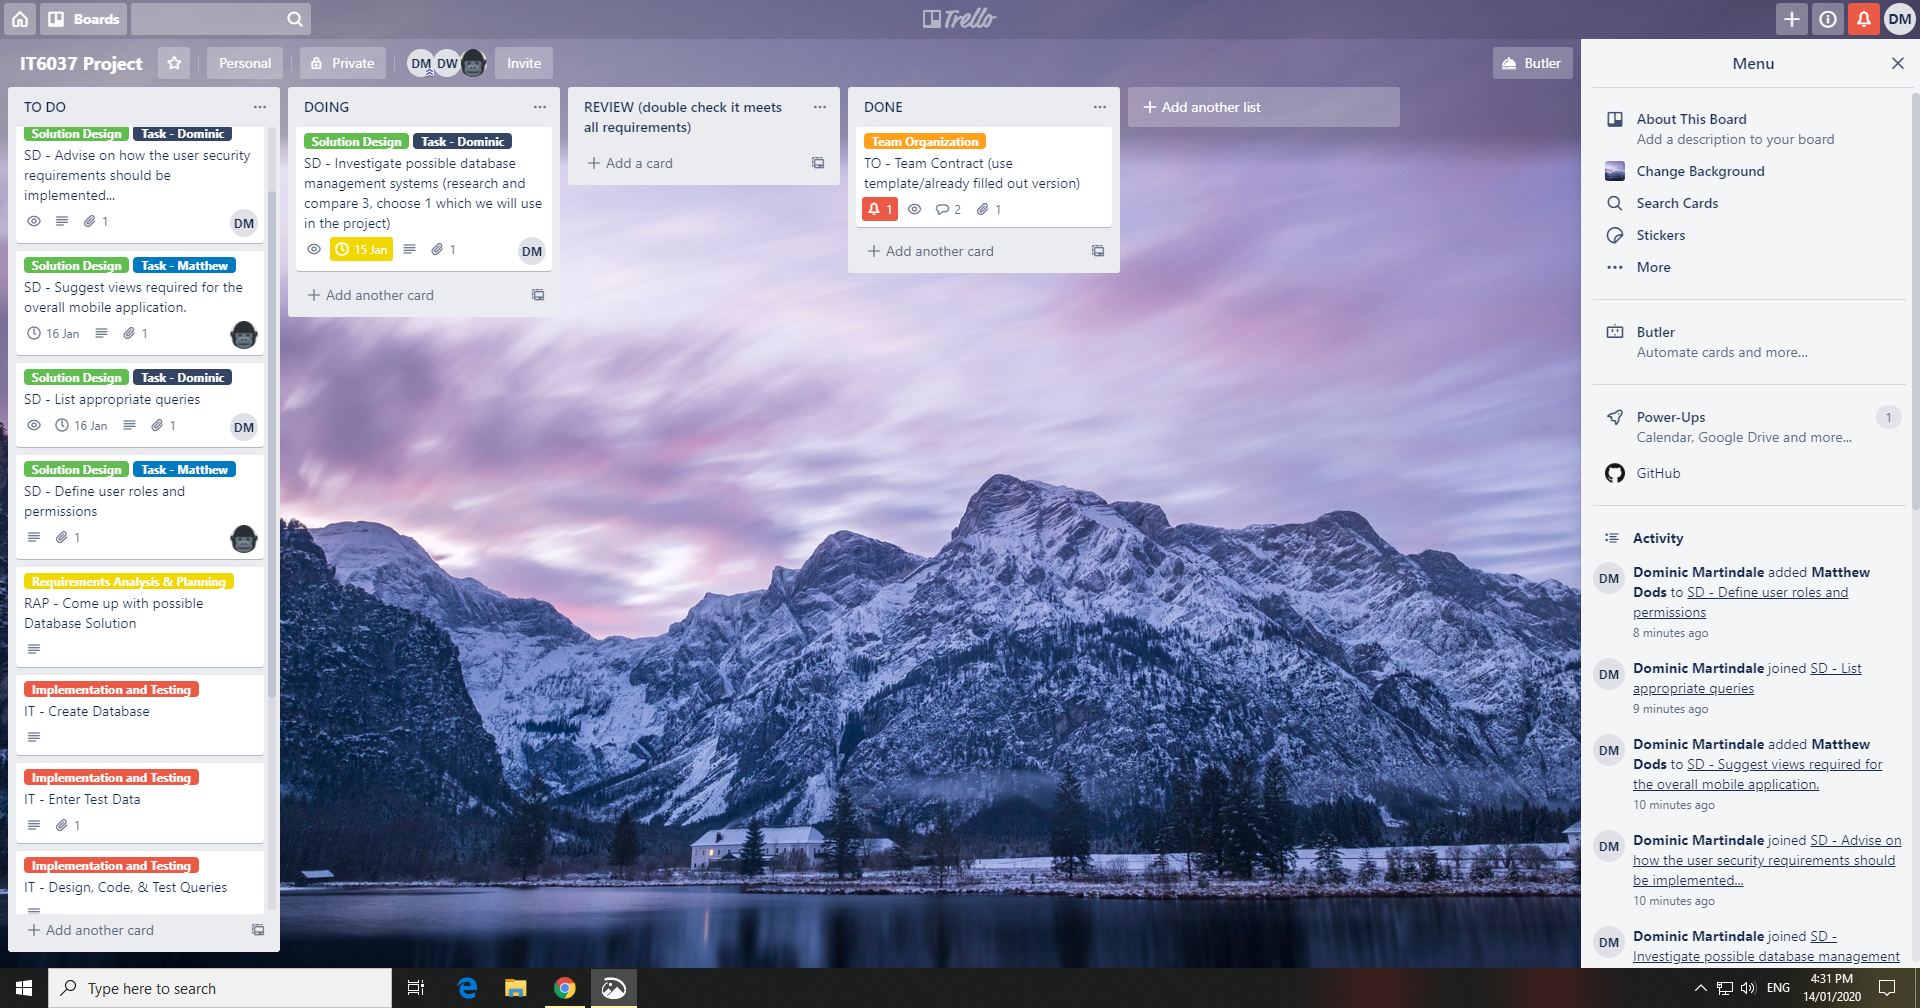 Boards
Trello
DM
IT6037 Project
Personal
Private
DM
DW
Invite
Butler
TO DO
Solution Design
Task - Dominic
SD - Advise on how the user security
requirements should be
implemented...
1
DM
Solution Design
Task - Matthew
SD - Suggest views required for the
overall mobile application.
16 Jan
1
Solution Design
Task - Dominic
SD - List appropriate queries
16 Jan
1
DM
Solution Design
Task - Matthew
SD - Define user roles and
permissions
1
Requirements Analysis & Planning
RAP - Come up with possible
Database Solution
Implementation and Testing
IT - Create Database
Implementation and Testing
IT - Enter Test Data
1
Implementation and Testing
IT - Design, Code, & Test Queries
+ Add another card
DOING
Solution Design
Task - Dominic
SD - Investigate possible database
management systems (research and
compare 3, choose 1 which we will use
in the project)
15 Jan
1
DM
+ Add another card
REVIEW (double check it meets
all requirements)
+ Add a card
DONE
Team Organization
TO - Team Contract (use
template/already filled out version)
1
2
1
+ Add another card
+ Add another list
Menu
About This Board
Add a description to your board
Change Background
Search Cards
Stickers
More
Butler
Automate cards and more...
Power-Ups
1
Calendar, Google Drive and more...
GitHub
Activity
DM
Dominic Martindale added Matthew
Dods to SD - Define user roles and
permissions
8 minutes ago
DM
Dominic Martindale joined SD - List
appropriate queries
9 minutes ago
DM
Dominic Martindale added Matthew
Dods to SD - Suggest views required for
the overall mobile application.
10 minutes ago
DM
Dominic Martindale joined SD - Advise on
how the user security requirements should
be implemented...
10 minutes ago
DM
Dominic Martindale joined SD -
Investigate possible database management
Type here to search
ENG
4:31 PM
14/01/2020